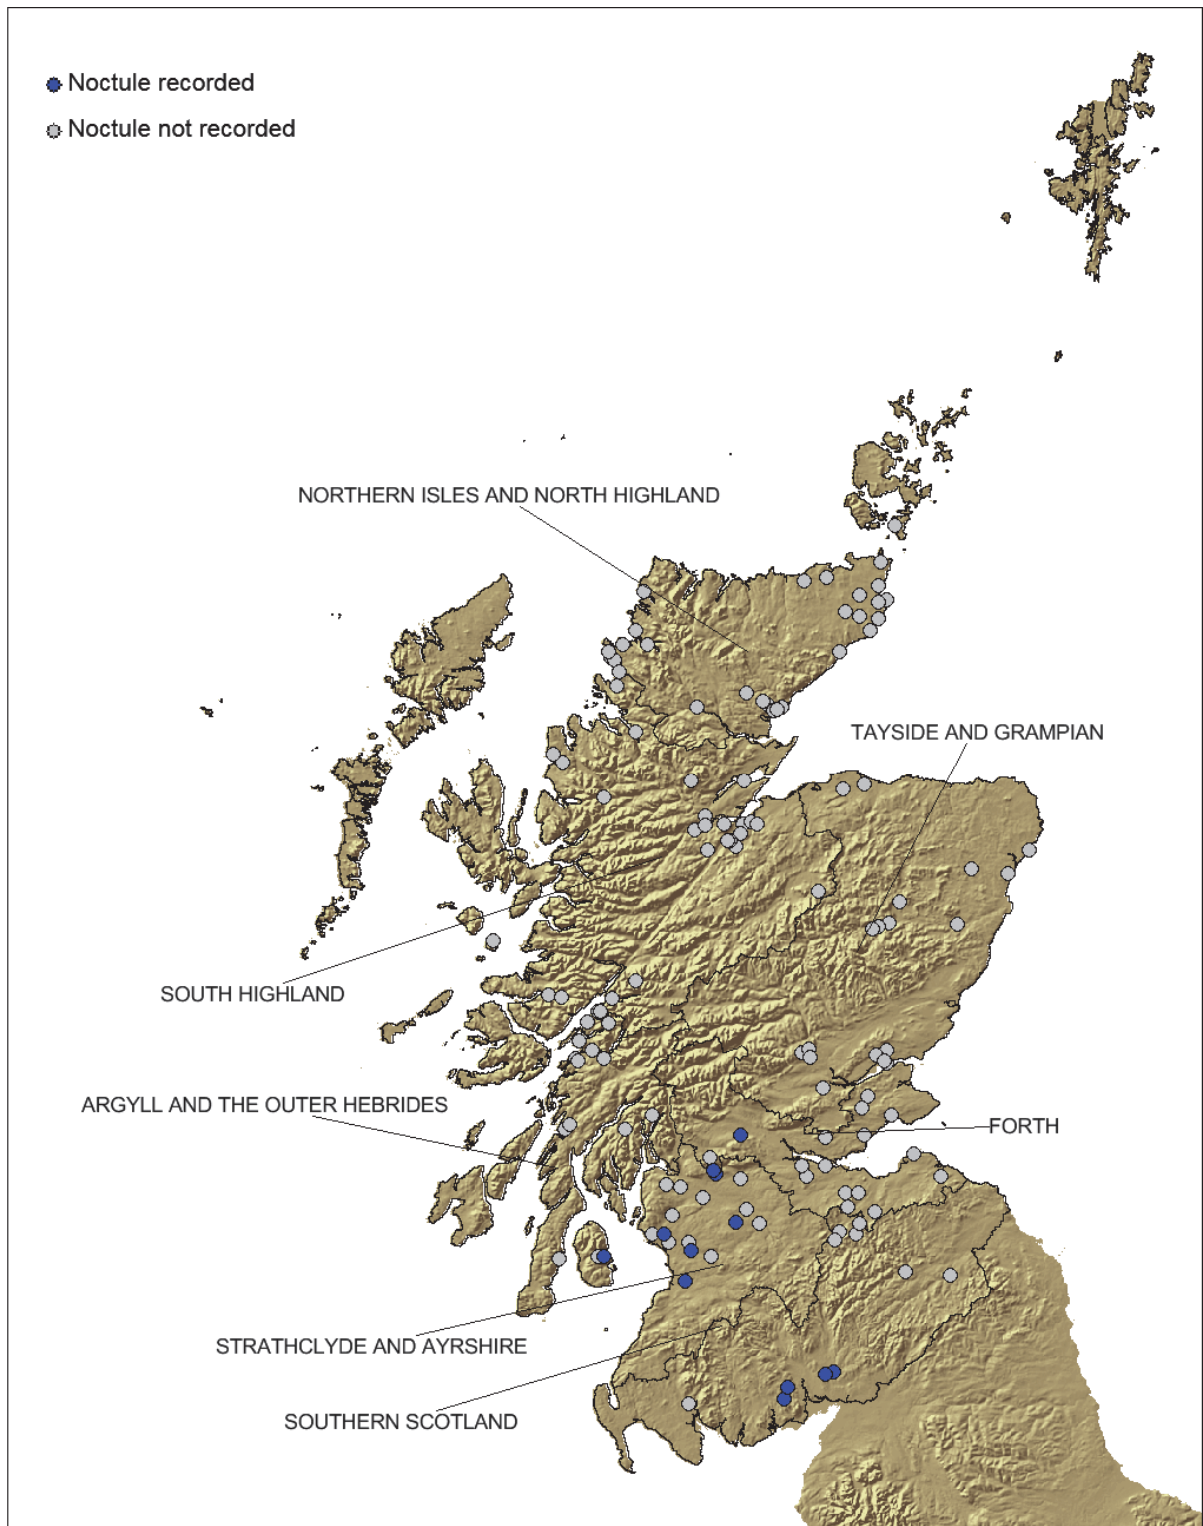 Noctule recorded
Noctule not recorded
NORTHERN ISLES AND NORTH HIGHLAND
TAYSIDE AND GRAMPIAN
SOUTH HIGHLAND
ARGYLL AND THE OUTER HEBRIDES
FORTH
STRATHCLYDE AND AYRSHIRE
SOUTHERN SCOTLAND